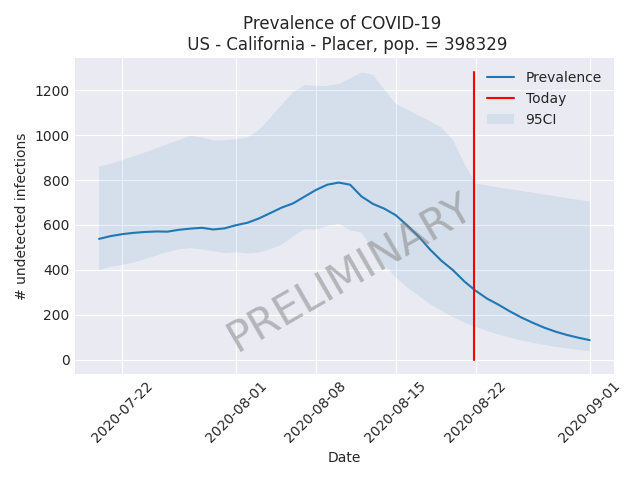 Prevalence of COVID-19
US - California - Placer, pop. = 398329
# undetected infections
1200
1000
800
600
400
200
0
Prevalence
Today
95CI
PRELIMINARY
2020-07-22
2020-08-01
2020-08-08
2020-08-15
2020-08-22
2020-09-01
Date